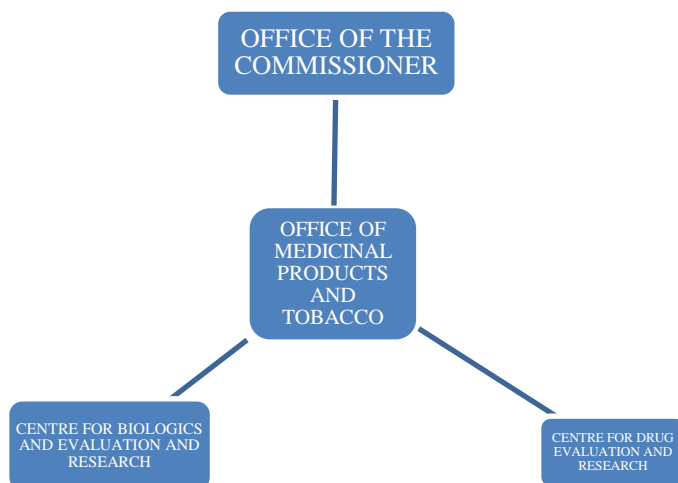 OFFICE OF THE
COMMISSIONER
OFFICE OF
MEDICINAL
PRODUCTS
AND
TOBACCO
CENTRE FOR BIOLOGICS
AND EVALUATION AND
RESEARCH
CENTRE FOR DRUG
EVALUATION AND
RESEARCH